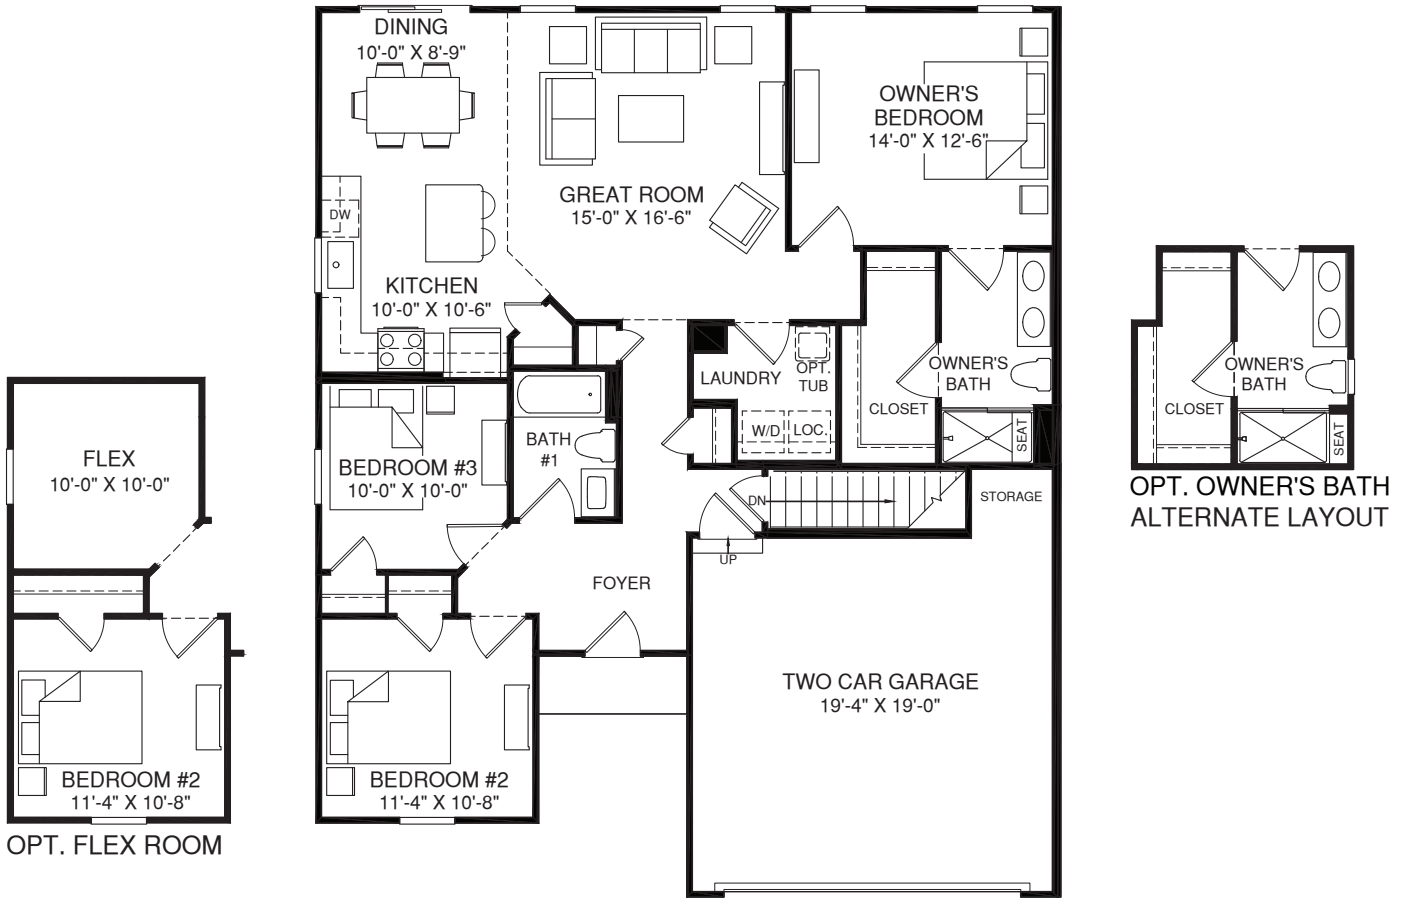 DINING
10'-0" X 8'-9"
OWNER'S
BEDROOM
14'-0" X 12'-6"
GREAT ROOM
15'-0" X 16'-6"
DW
KITCHEN
10'-0" X 10'-6"
LAUNDRY
OPT.
TUB
W/D
LOC.
OWNER'S
BATH
CLOSET
SEAT
OWNER'S
BATH
CLOSET
SEAT
OPT. OWNER'S BATH
ALTERNATE LAYOUT
BATH
#1
BEDROOM #3
10'-0" X 10'-0"
FLEX
10'-0" X 10'-0"
DN
STORAGE
UP
FOYER
TWO CAR GARAGE
19'-4" X 19'-0"
BEDROOM #2
11'-4" X 10'-8"
OPT. FLEX ROOM
BEDROOM #2
11'-4" X 10'-8"